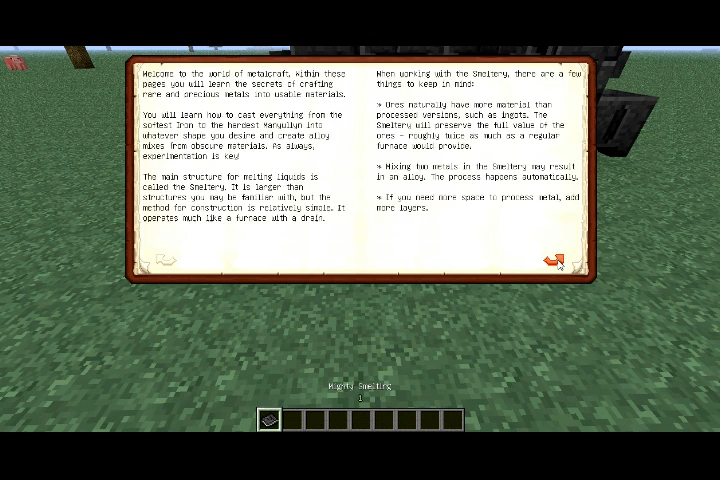 Welcome to the world of metalcraft. Within these
pages you will learn the secrets of crafting
rare and precious metals into usable materials.
You will learn how to cast everything from the
softest Iron to the hardest Manyullyn into
whatever shape you desire and create alloy
mixes from obscure materials. As always,
experimentation is key!
The main structure for melting liquids is
called the Smeltery. It is larger than
structures you may be familiar with, but the
method for construction is relatively simple. It
operates much like a furnace with a drain.
When working with the Smeltery, there are a few
things to keep in mind:
* Ores naturally have more material than
processed versions, such as ingots. The
Smeltery will preserve the full value of the
ores - roughly twice as much as a regular
furnace would provide.
* Mixing two metals in the Smeltery may result
in an alloy. The process happens automatically.
* If you need more space to process metal, add
more layers.
Mighty Smelting
1